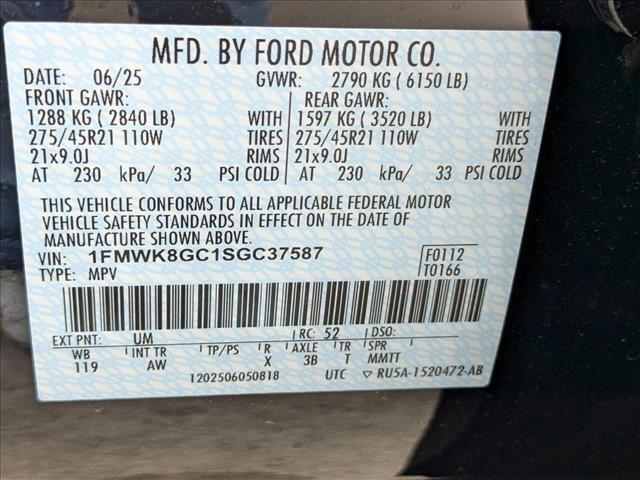 MFD. BY FORD MOTOR CO.
DATE: 06/25 GVWR: 2790 KG ( 6150 LB)
FRONT GAWR: REAR GAWR:
1288 KG ( 2840 LB) WITH 1597 KG ( 3520 LB) WITH
275/45R21 110W TIRES 275/45R21 110W TIRES
21x9.0J RIMS 21x9.0J RIMS
AT 230 kPa/ 33 PSI COLD AT 230 kPa/ 33 PSI COLD
THIS VEHICLE CONFORMS TO ALL APPLICABLE FEDERAL MOTOR
VEHICLE SAFETY STANDARDS IN EFFECT ON THE DATE OF
MANUFACTURE SHOWN ABOVE.
VIN: 1FMWK8GC1SGC37587 F0112
TYPE: MPV T0166
EXT PNT: UM RC: 52 DSO:
WB INT TR TP/PS R AXLE TR SPR
119 AW X 3B T MMTT
1202506050818 UTC ▽ RU5A-1520472-AB